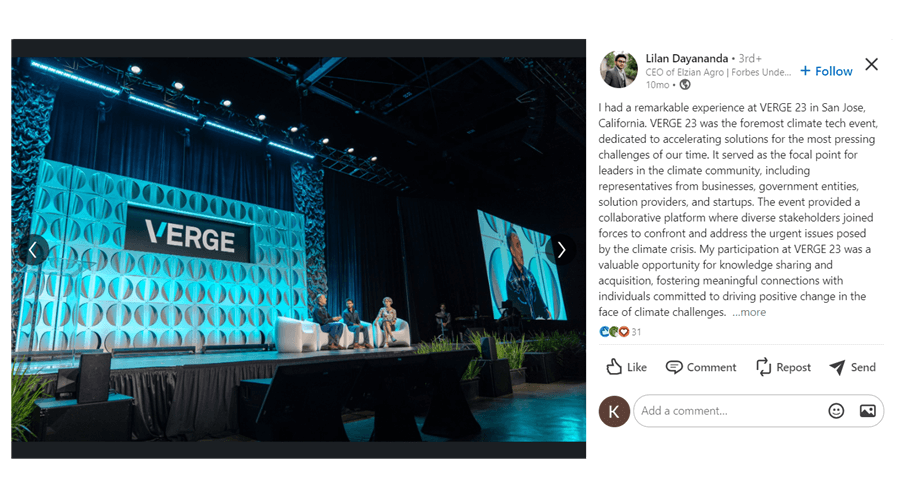 VERGE
Lilan Dayananda • 3rd+
CEO of Elzian Agro | Forbes Unde...
10mo •
+ Follow
I had a remarkable experience at VERGE 23 in San Jose,
California. VERGE 23 was the foremost climate tech event,
dedicated to accelerating solutions for the most pressing
challenges of our time. It served as the focal point for
leaders in the climate community, including
representatives from businesses, government entities,
solution providers, and startups. The event provided a
collaborative platform where diverse stakeholders joined
forces to confront and address the urgent issues posed
by the climate crisis. My participation at VERGE 23 was a
valuable opportunity for knowledge sharing and
acquisition, fostering meaningful connections with
individuals committed to driving positive change in the
face of climate challenges. ...more
31
Like Comment Repost Send
K
Add a comment...